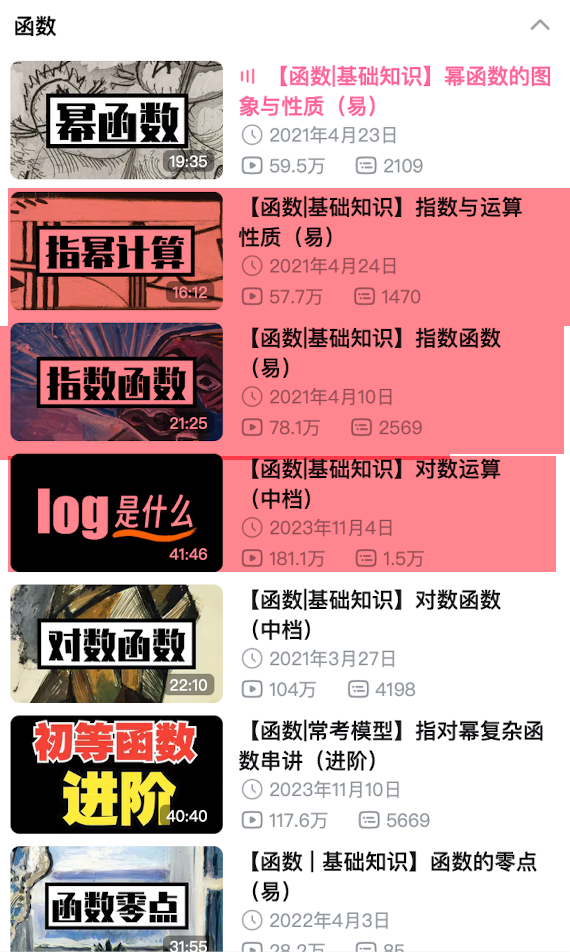 函数
幂函数
19:35
【函数|基础知识】幂函数的图
象与性质（易）
2021年4月23日
59.5万 2109
指幂计算
16:12
【函数|基础知识】指数与运算
性质（易）
2021年4月24日
57.7万 1470
指数函数
21:25
【函数|基础知识】指数函数
（易）
2021年4月10日
78.1万 2569
log是什么
41:46
【函数|基础知识】对数运算
（中档）
2023年11月4日
181.1万 1.5万
对数函数
22:10
【函数|基础知识】对数函数
（中档）
2021年3月27日
104万 4198
初等函数
进阶
40:40
【函数|常考模型】指对幂复杂函
数串讲（进阶）
2023年11月10日
117.6万 5669
函数零点
31:55
【函数 | 基础知识】函数的零点
（易）
2022年4月3日
28.2万 85